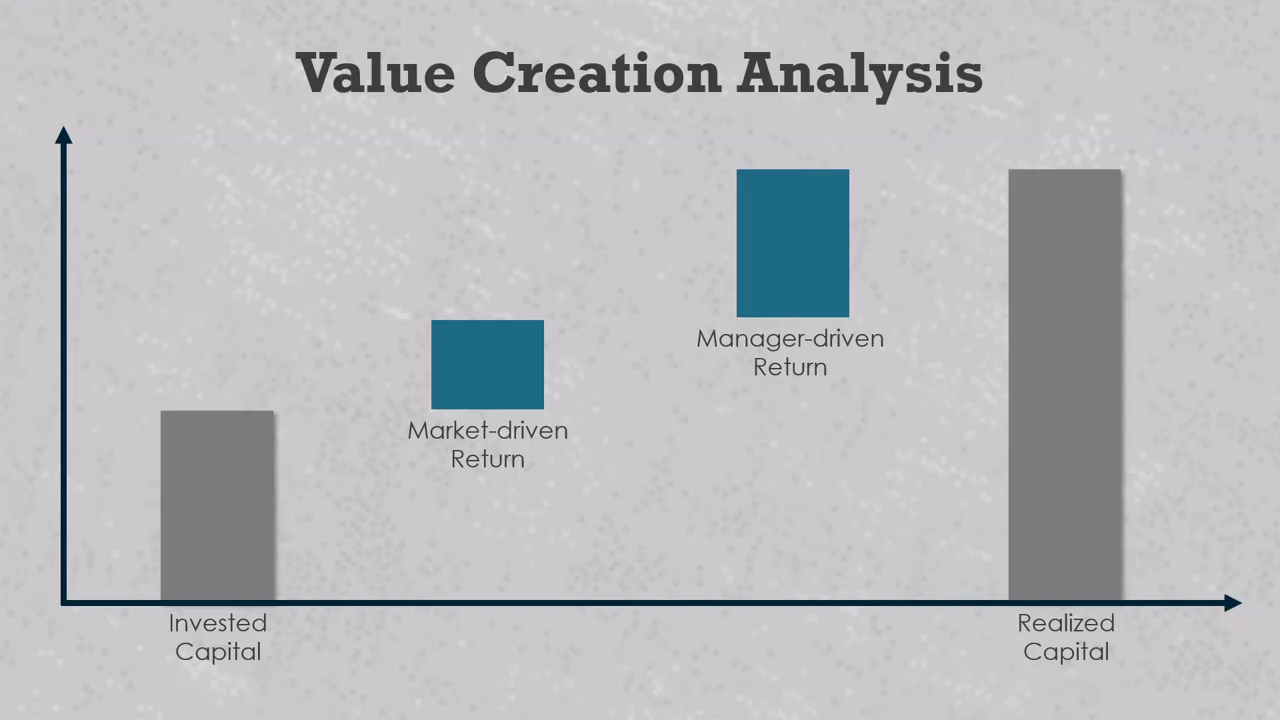 Value Creation Analysis
Manager-driven
Return
Market-driven
Return
Invested
Capital
Realized
Capital